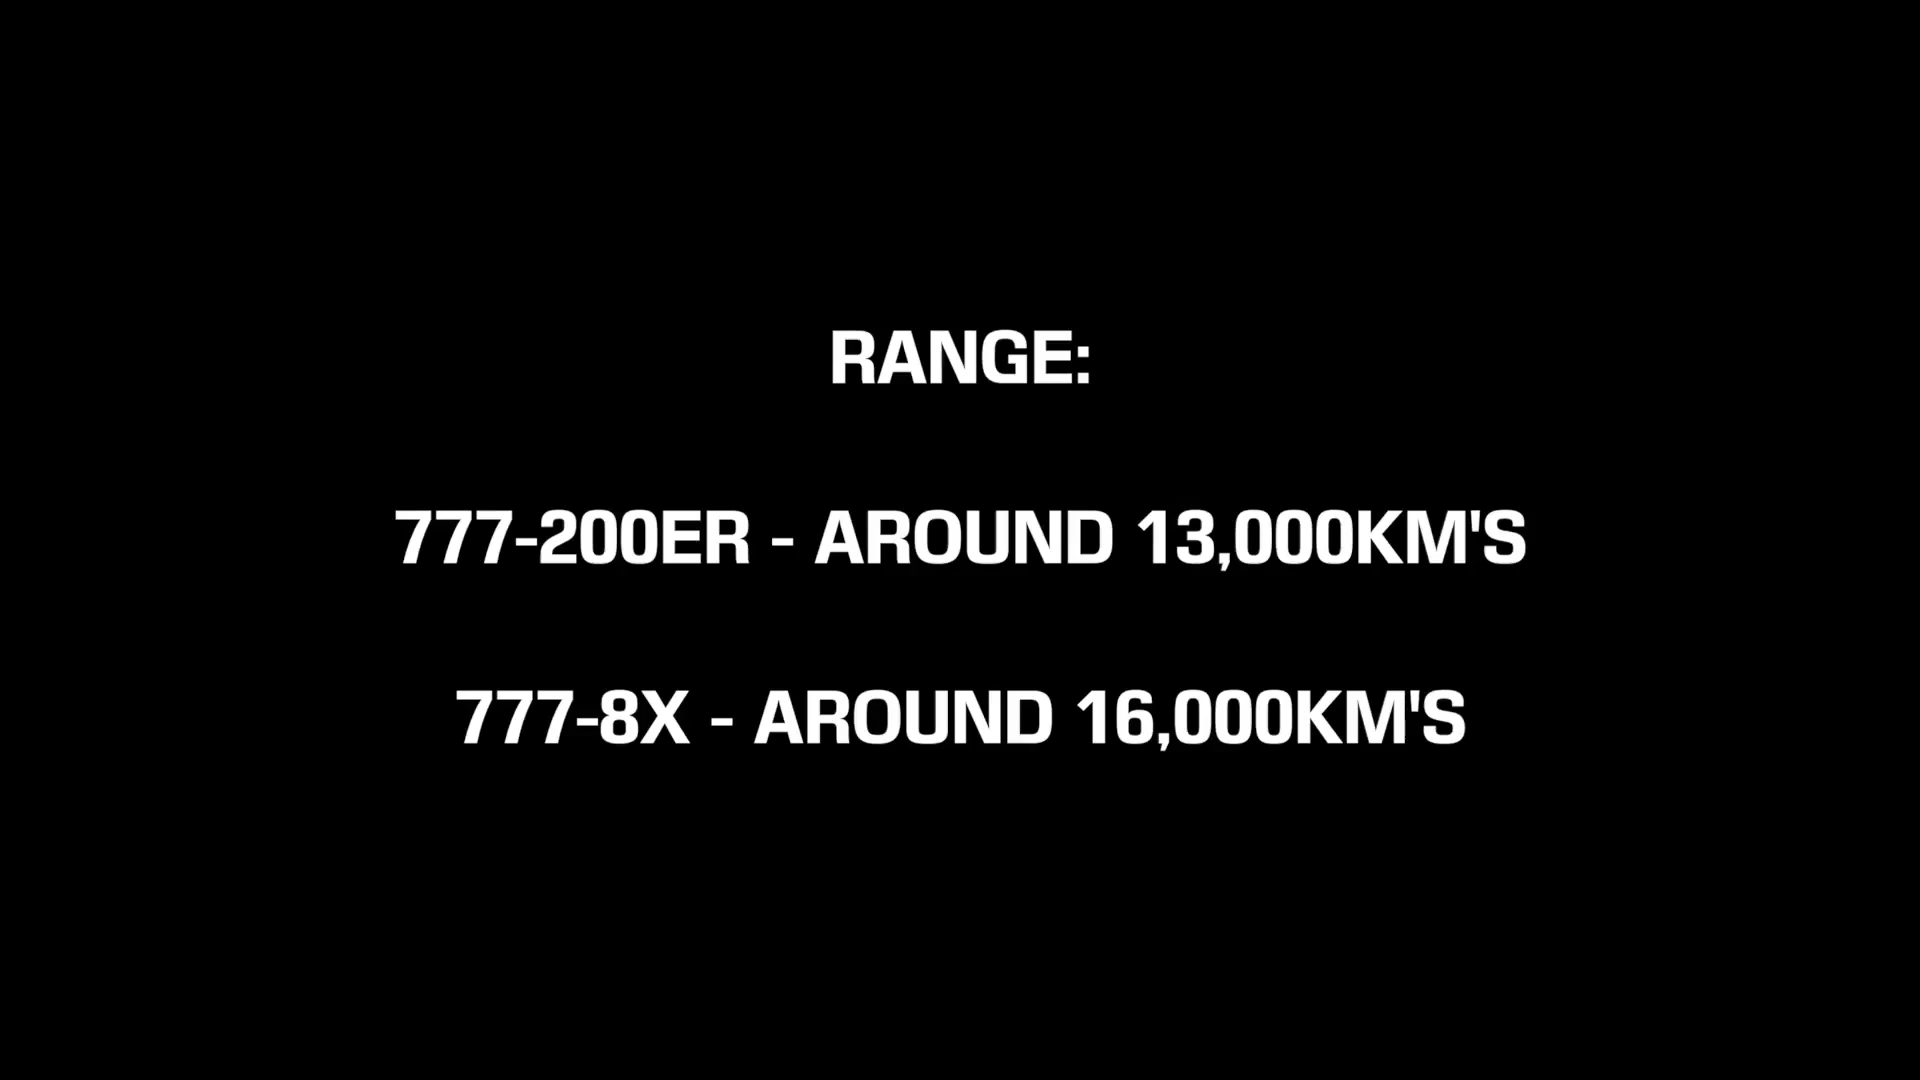 RANGE:
777-200ER - AROUND 13,000KM'S
777-8X - AROUND 16,000KM'S